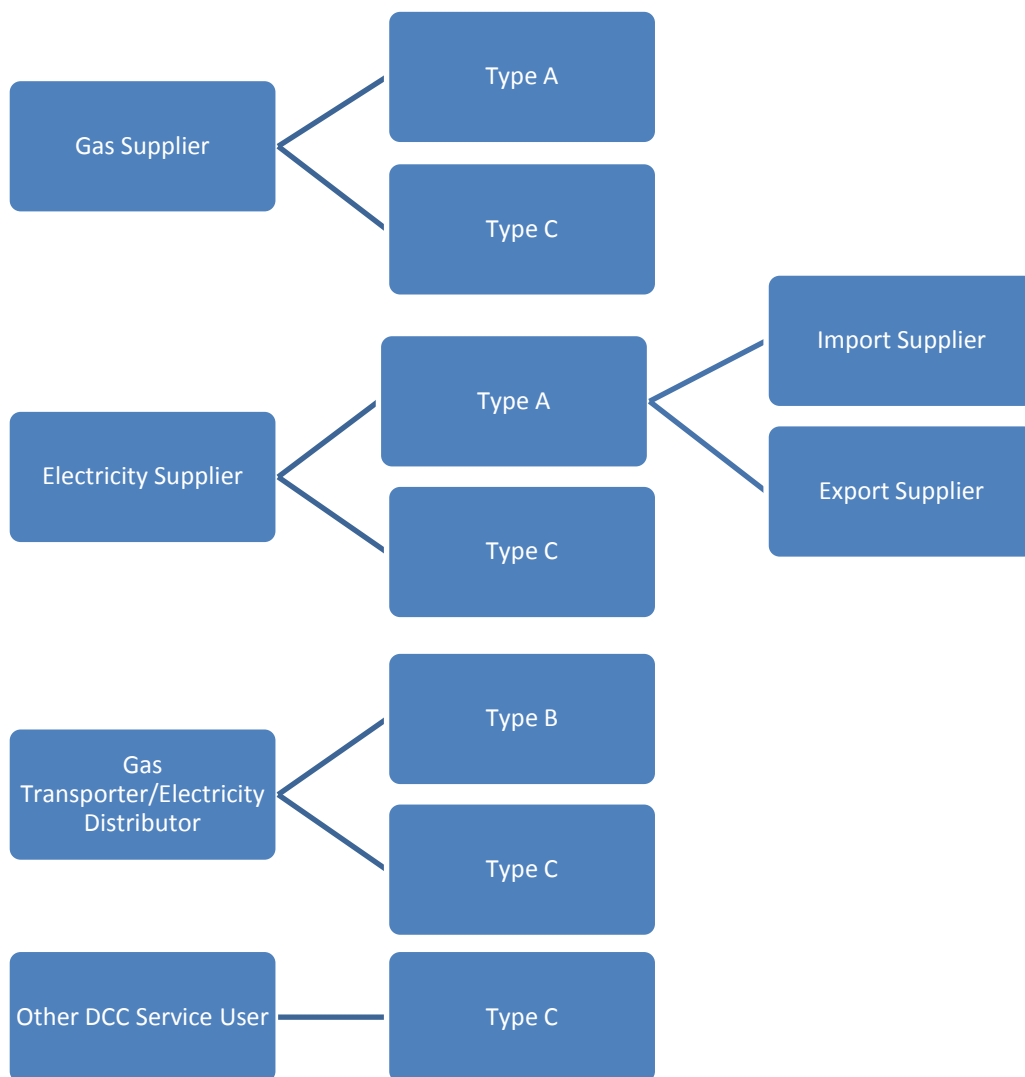 Type A
Gas Supplier
Type C
Import Supplier
Type A
Electricity Supplier
Export Supplier
Type C
Type B
Gas
Transporter/Electricity
Distributor
Type C
Other DCC Service User
Type C